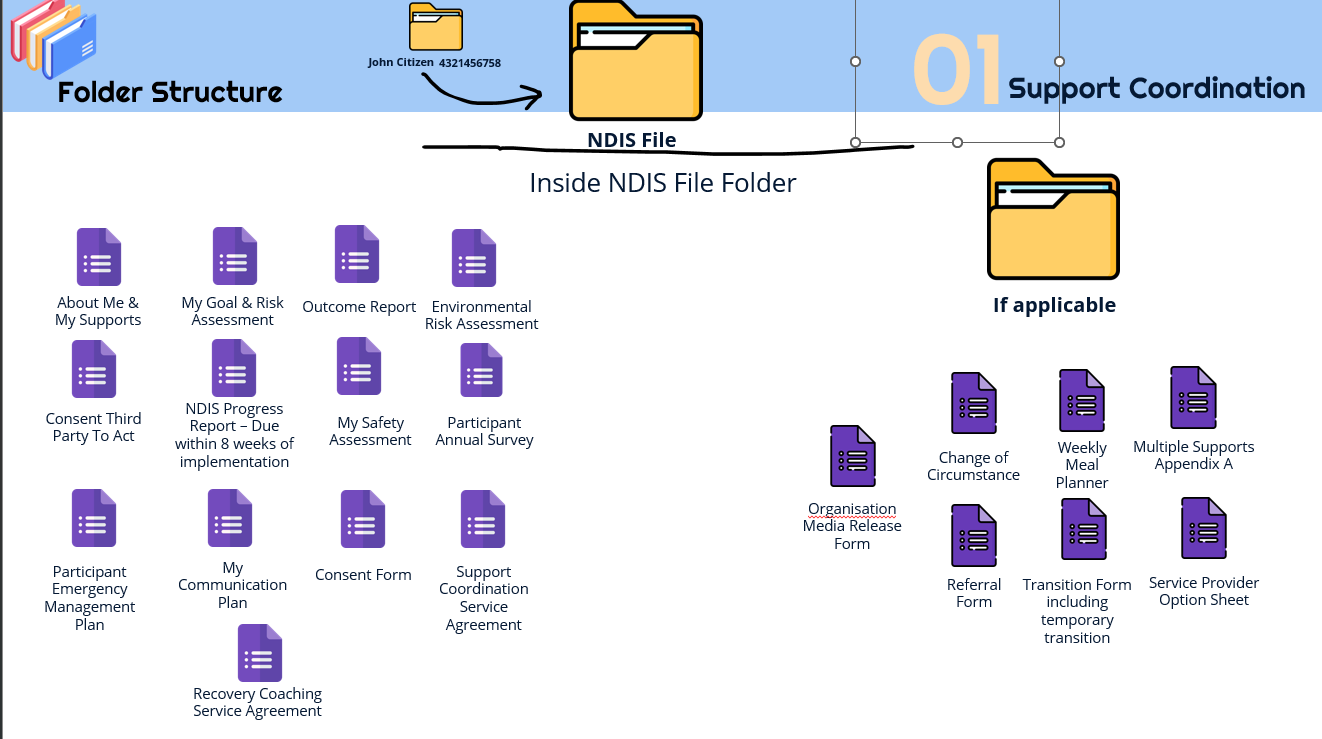 John Citizen 4321456758
Folder Structure
01
Support Coordination
NDIS File
Inside NDIS File Folder
About Me &
My Supports
My Goal & Risk
Assessment
Outcome Report
Environmental
Risk Assessment
Consent Third
Party To Act
NDIS Progress
Report – Due
within 8 weeks of
implementation
My Safety
Assessment
Participant
Annual Survey
Participant
Emergency
Management
Plan
My
Communication
Plan
Consent Form
Support
Coordination
Service
Agreement
Recovery Coaching
Service Agreement
If applicable
Organisation
Media Release
Form
Change of
Circumstance
Weekly
Meal
Planner
Multiple Supports
Appendix A
Referral
Form
Transition Form
including
temporary
transition
Service Provider
Option Sheet